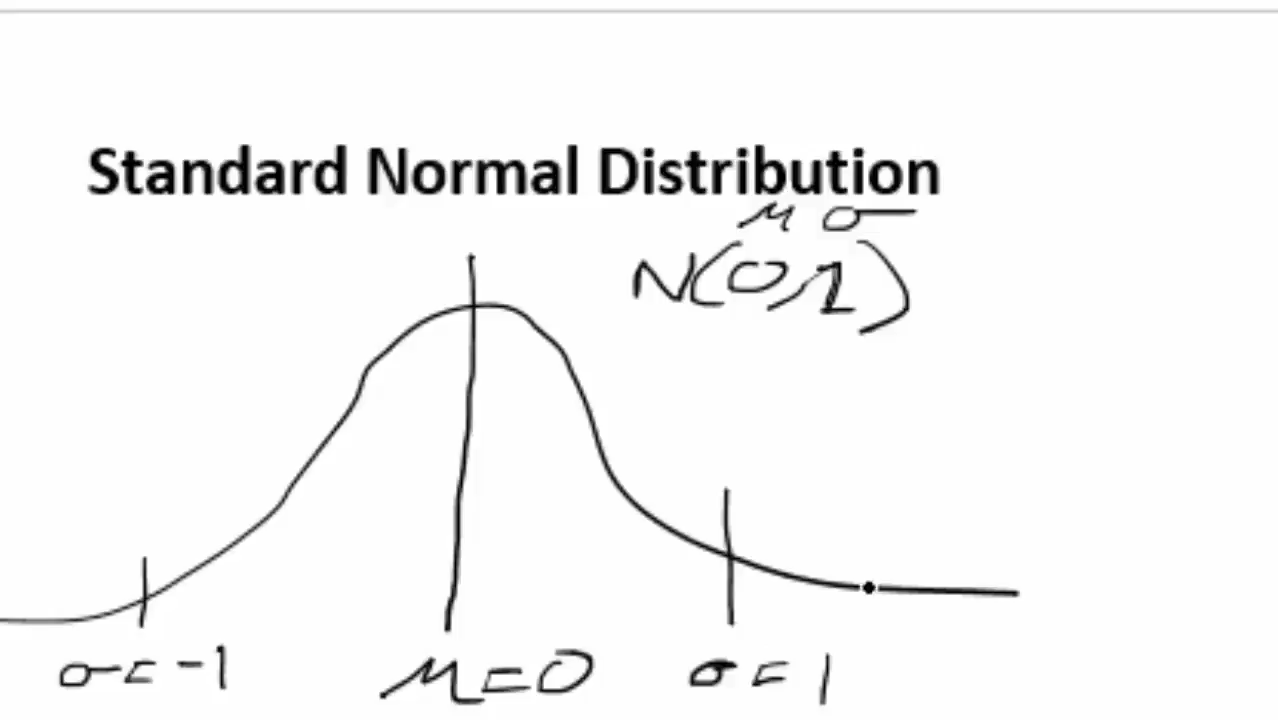 Standard Normal Distribution
μ σ
N(0,1)
σ = -1 μ = 0 σ = 1